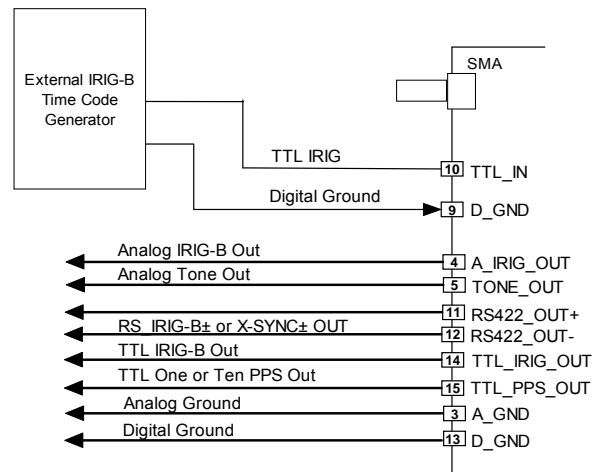 External IRIG-B
Time Code
Generator
SMA
TTL IRIG
10 TTL_IN
Digital Ground
9 D_GND
Analog IRIG-B Out
4 A_IRIG_OUT
Analog Tone Out
5 TONE_OUT
11 RS422_OUT+
RS_IRIG-B± or X-SYNC± OUT
12 RS422_OUT-
TTL IRIG-B Out
14 TTL_IRIG_OUT
TTL One or Ten PPS Out
15 TTL_PPS_OUT
Analog Ground
3 A_GND
Digital Ground
13 D_GND